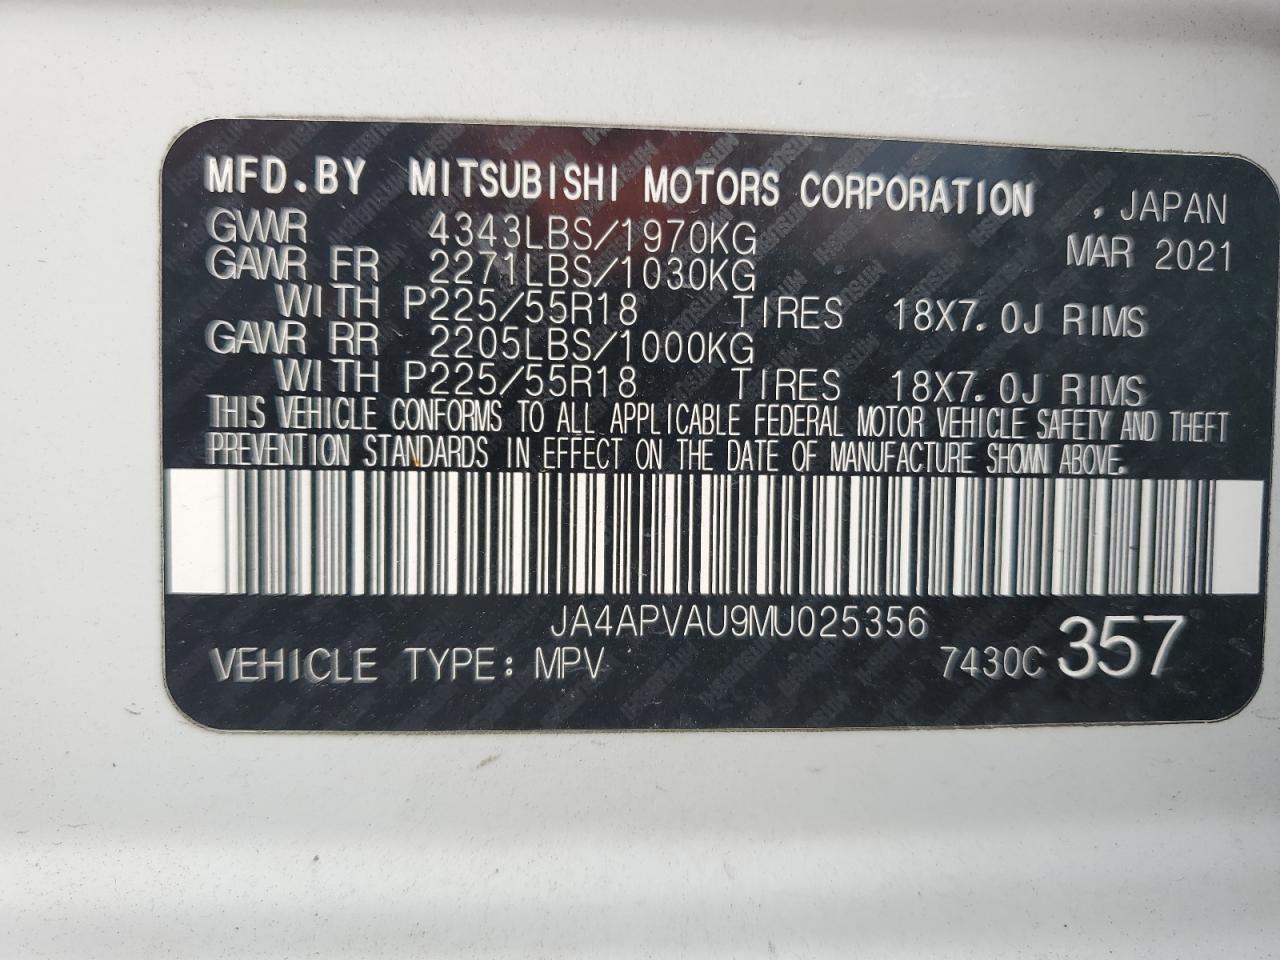 MFD.BY MITSUBISHI MOTORS CORPORATION , JAPAN
GVWR 4343LBS/1970KG MAR 2021
GAWR FR 2271LBS/1030KG
WITH P225/55R18 TIRES 18X7.0J RIMS
GAWR RR 2205LBS/1000KG
WITH P225/55R18 TIRES 18X7.0J RIMS
THIS VEHICLE CONFORMS TO ALL APPLICABLE FEDERAL MOTOR VEHICLE SAFETY AND THEFT
PREVENTION STANDARDS IN EFFECT ON THE DATE OF MANUFACTURE SHOWN ABOVE.
JA4APVAU9MU025356
VEHICLE TYPE: MPV 7430C 357